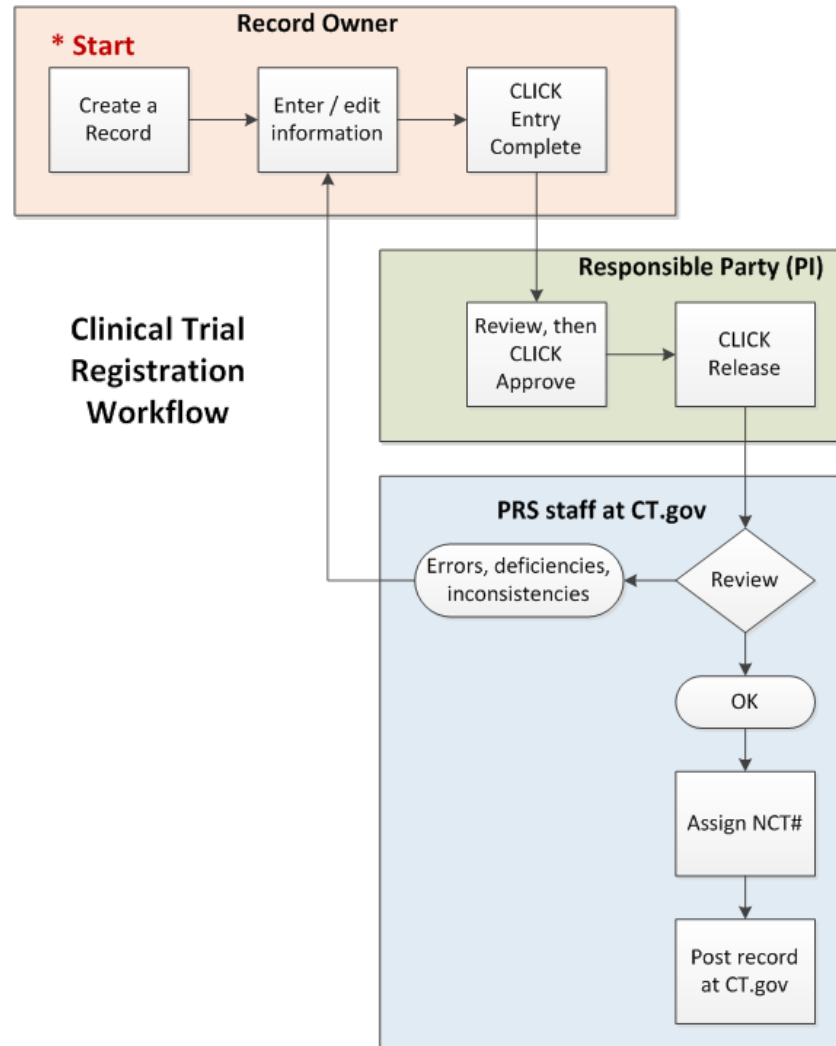 Record Owner
* Start
Create a
Record
Enter / edit
information
CLICK
Entry
Complete
Responsible Party (PI)
Clinical Trial
Registration
Workflow
Review, then
CLICK
Approve
CLICK
Release
PRS staff at CT.gov
Errors, deficiencies,
inconsistencies
Review
OK
Assign NCT#
Post record
at CT.gov